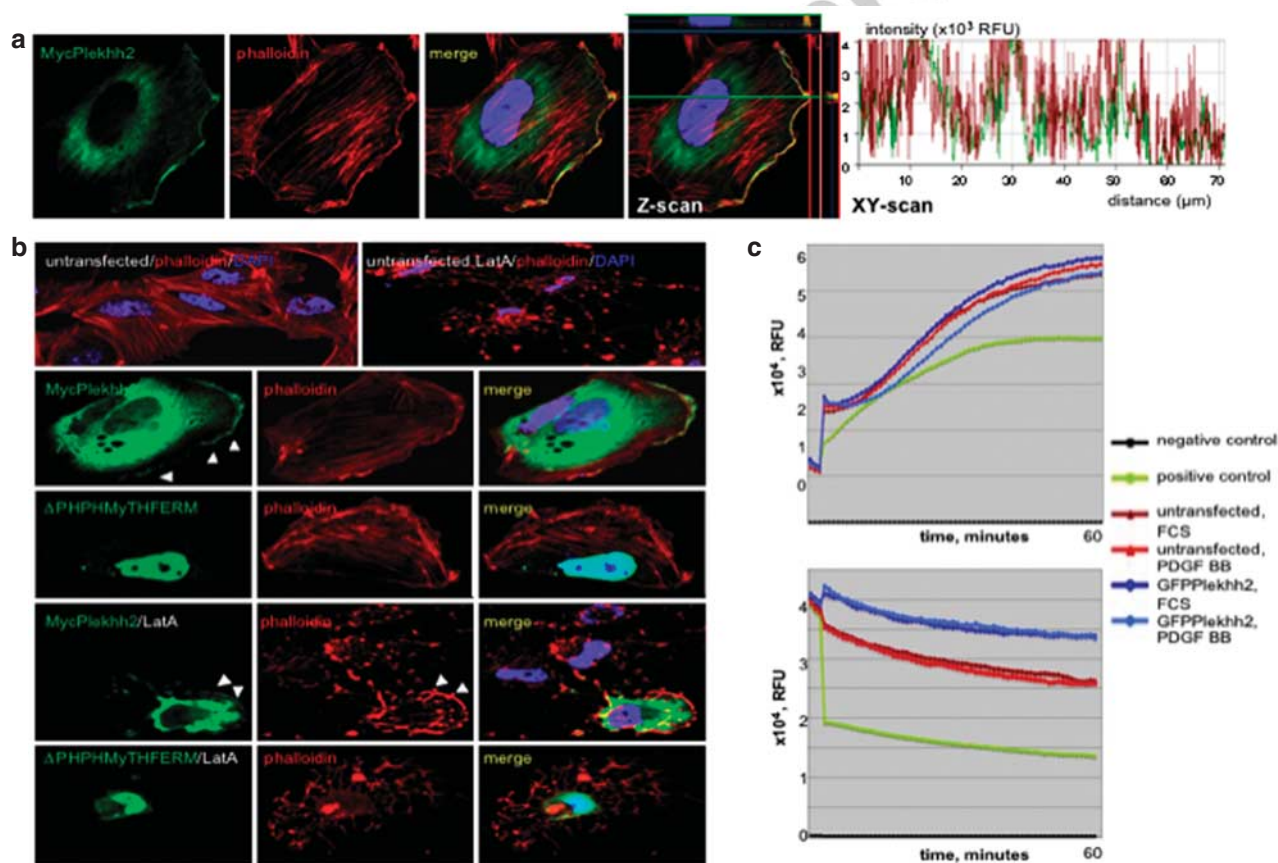 a
MycPlekhh2
phalloidin
merge
Z-scan
intensity (x10³ RFU)
4
3
2
1
0
10
20
30
40
50
60
70
XY-scan
distance (µm)
b
untransfected/phalloidin/DAPI
untransfected LatA/phalloidin/DAPI
MycPlekhh
phalloidin
merge
ΔPHPHMyTHFERM
phalloidin
merge
MycPlekhh2/LatA
phalloidin
merge
ΔPHPHMyTHFERM/LatA
phalloidin
merge
c
x10⁴, RFU
6
5
4
3
2
1
0
time, minutes
60
negative control
positive control
untransfected,
FCS
untransfected,
PDGF BB
GFPPlekhh2,
FCS
GFPPlekhh2,
PDGF BB
x10⁴, RFU
4
3
2
1
0
time, minutes
60